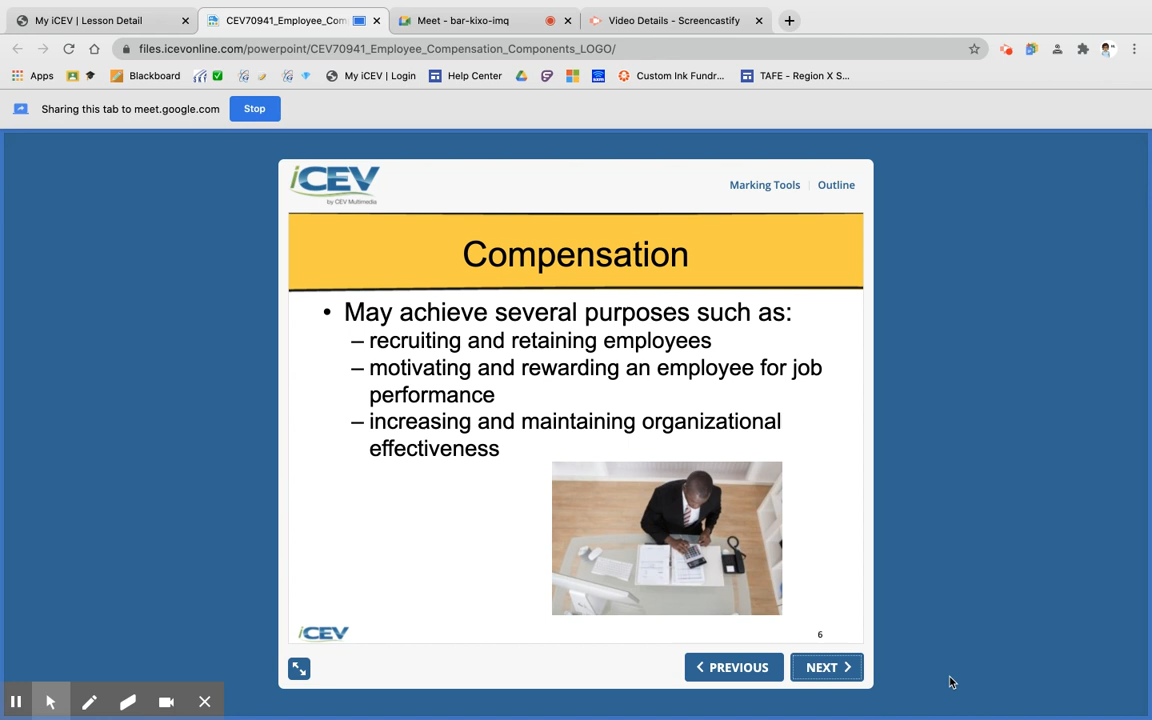 My iCEV | Lesson Detail
CEV70941_Employee_Com
Meet - bar-kixo-imq
Video Details - Screencastify
files.icevonline.com/powerpoint/CEV70941_Employee_Compensation_Components_LOGO/
Apps
Blackboard
My iCEV | Login
Help Center
Custom Ink Fundr...
TAFE - Region X S...
Sharing this tab to meet.google.com
Stop
iCEV
by CEV Multimedia
Marking Tools
Outline
Compensation
• May achieve several purposes such as:
– recruiting and retaining employees
– motivating and rewarding an employee for job
performance
– increasing and maintaining organizational
effectiveness
iCEV
6
PREVIOUS
NEXT